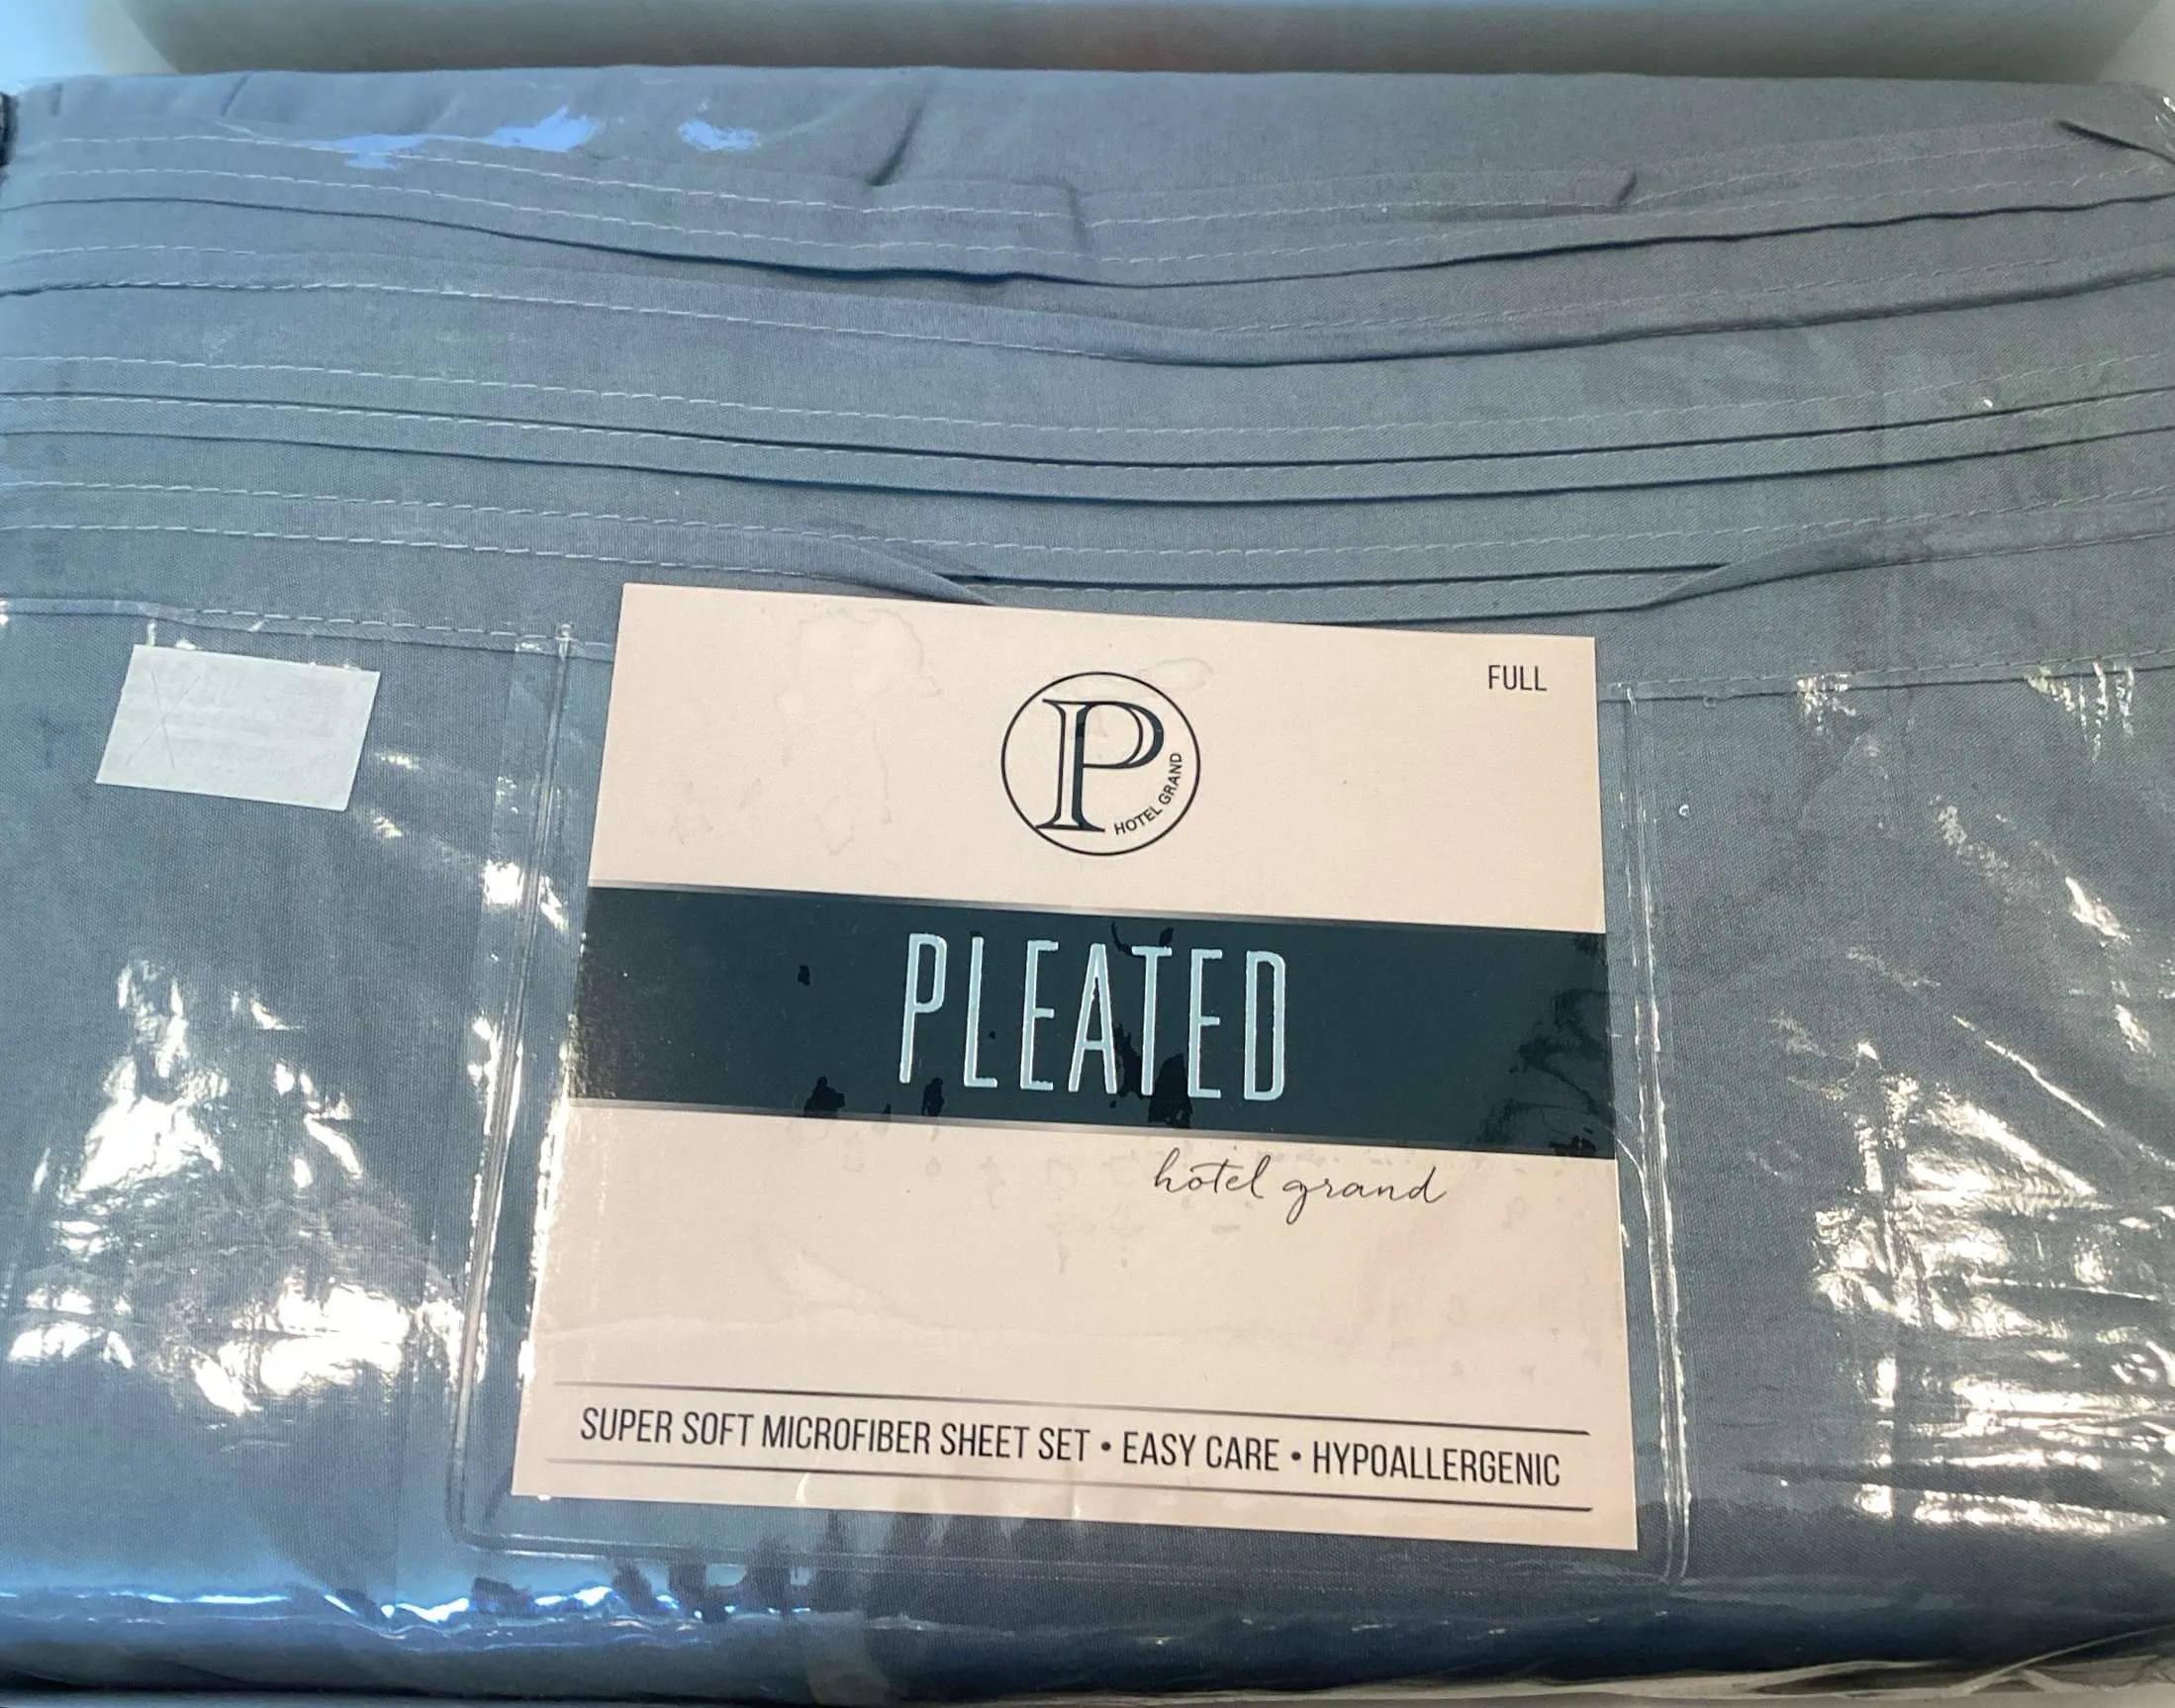 FULL
P
HOTEL GRAND
PLEATED
hotel grand
SUPER SOFT MICROFIBER SHEET SET • EASY CARE • HYPOALLERGENIC